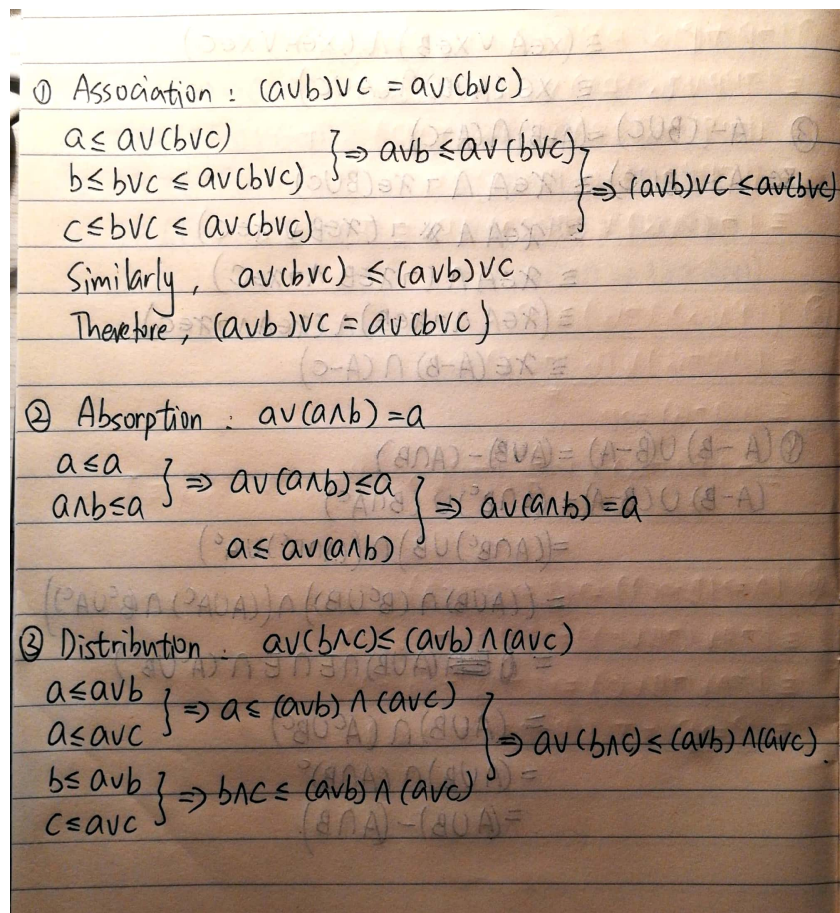 ① Association : (a∨b)∨c = a∨(b∨c)
a ≤ a∨(b∨c)
b ≤ b∨c ≤ a∨(b∨c)
} ⇒ a∨b ≤ a∨(b∨c)
c ≤ b∨c ≤ a∨(b∨c)
} ⇒ (a∨b)∨c ≤ a∨(b∨c)
Similarly, a∨(b∨c) ≤ (a∨b)∨c
Therefore, (a∨b)∨c = a∨(b∨c)
② Absorption : a∨(a∧b) = a
a ≤ a
a∧b ≤ a
} ⇒ a∨(a∧b) ≤ a
a ≤ a∨(a∧b)
} ⇒ a∨(a∧b) = a
③ Distribution : a∨(b∧c) ≤ (a∨b) ∧ (a∨c)
a ≤ a∨b
a ≤ a∨c
} ⇒ a ≤ (a∨b) ∧ (a∨c)
b ≤ a∨b
c ≤ a∨c
} ⇒ b∧c ≤ (a∨b) ∧ (a∨c)
} ⇒ a∨(b∧c) ≤ (a∨b) ∧ (a∨c).